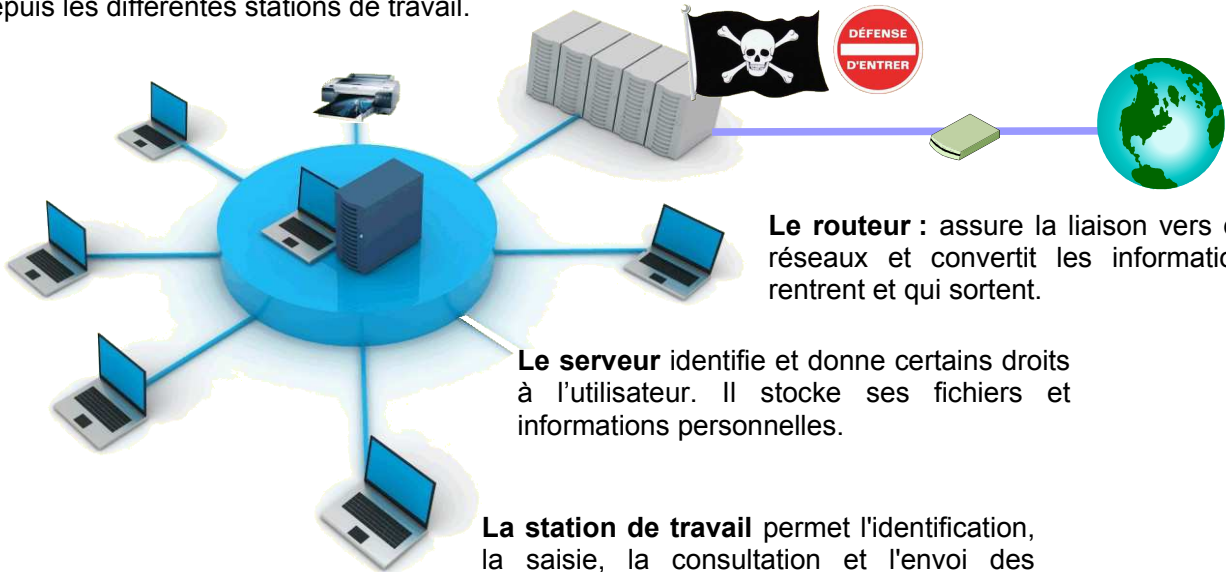 epuis les différentes stations de travail.
DÉFENSE
D'ENTRER
Le routeur : assure la liaison vers
réseaux et convertit les informatio
rentrent et qui sortent.
Le serveur identifie et donne certains droits
à l’utilisateur. Il stocke ses fichiers et
informations personnelles.
La station de travail permet l'identification,
la saisie, la consultation et l'envoi des